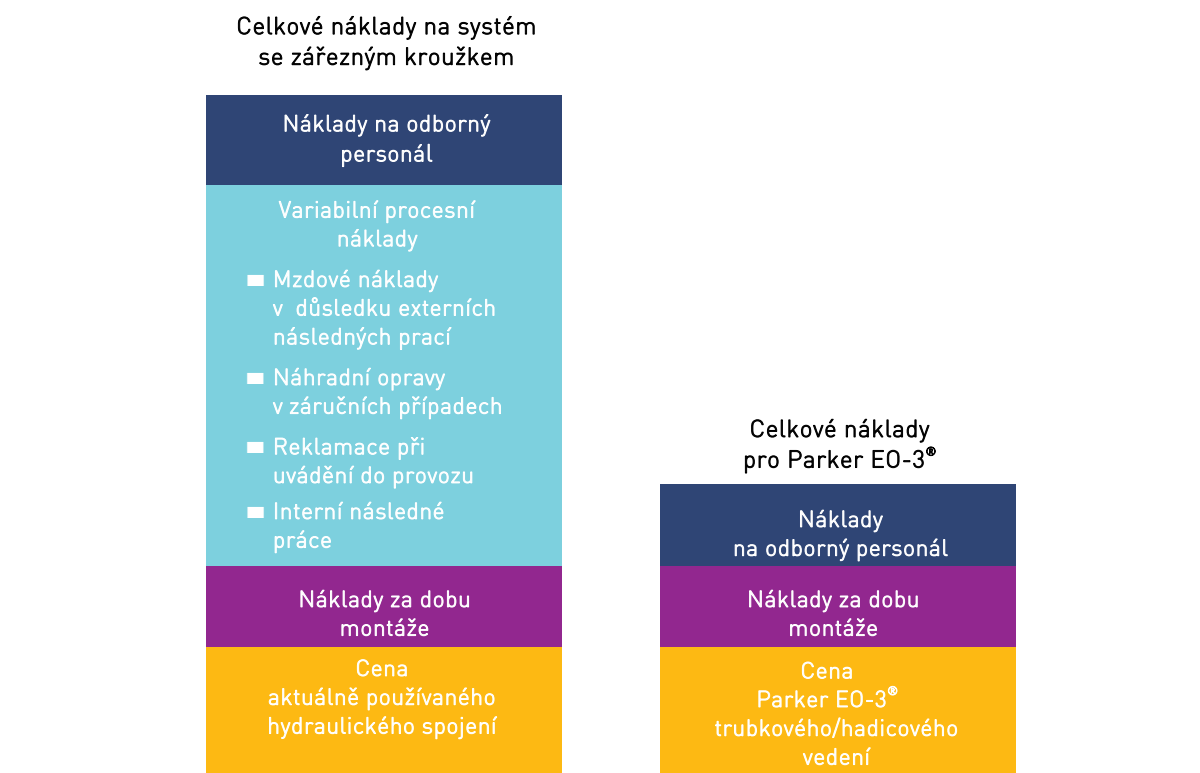 Celkové náklady na systém
se zářezným kroužkem
Náklady na odborný
personál
Variabilní procesní
náklady
Mzdové náklady
v důsledku externích
následných prací
Náhradní opravy
v záručních případech
Reklamace při
uvádění do provozu
Interní následné
práce
Náklady za dobu
montáže
Cena
aktuálně používaného
hydraulického spojení
Celkové náklady
pro Parker EO-3®
Náklady
na odborný personál
Náklady za dobu
montáže
Cena
Parker EO-3®
trubkového/hadicového
vedení